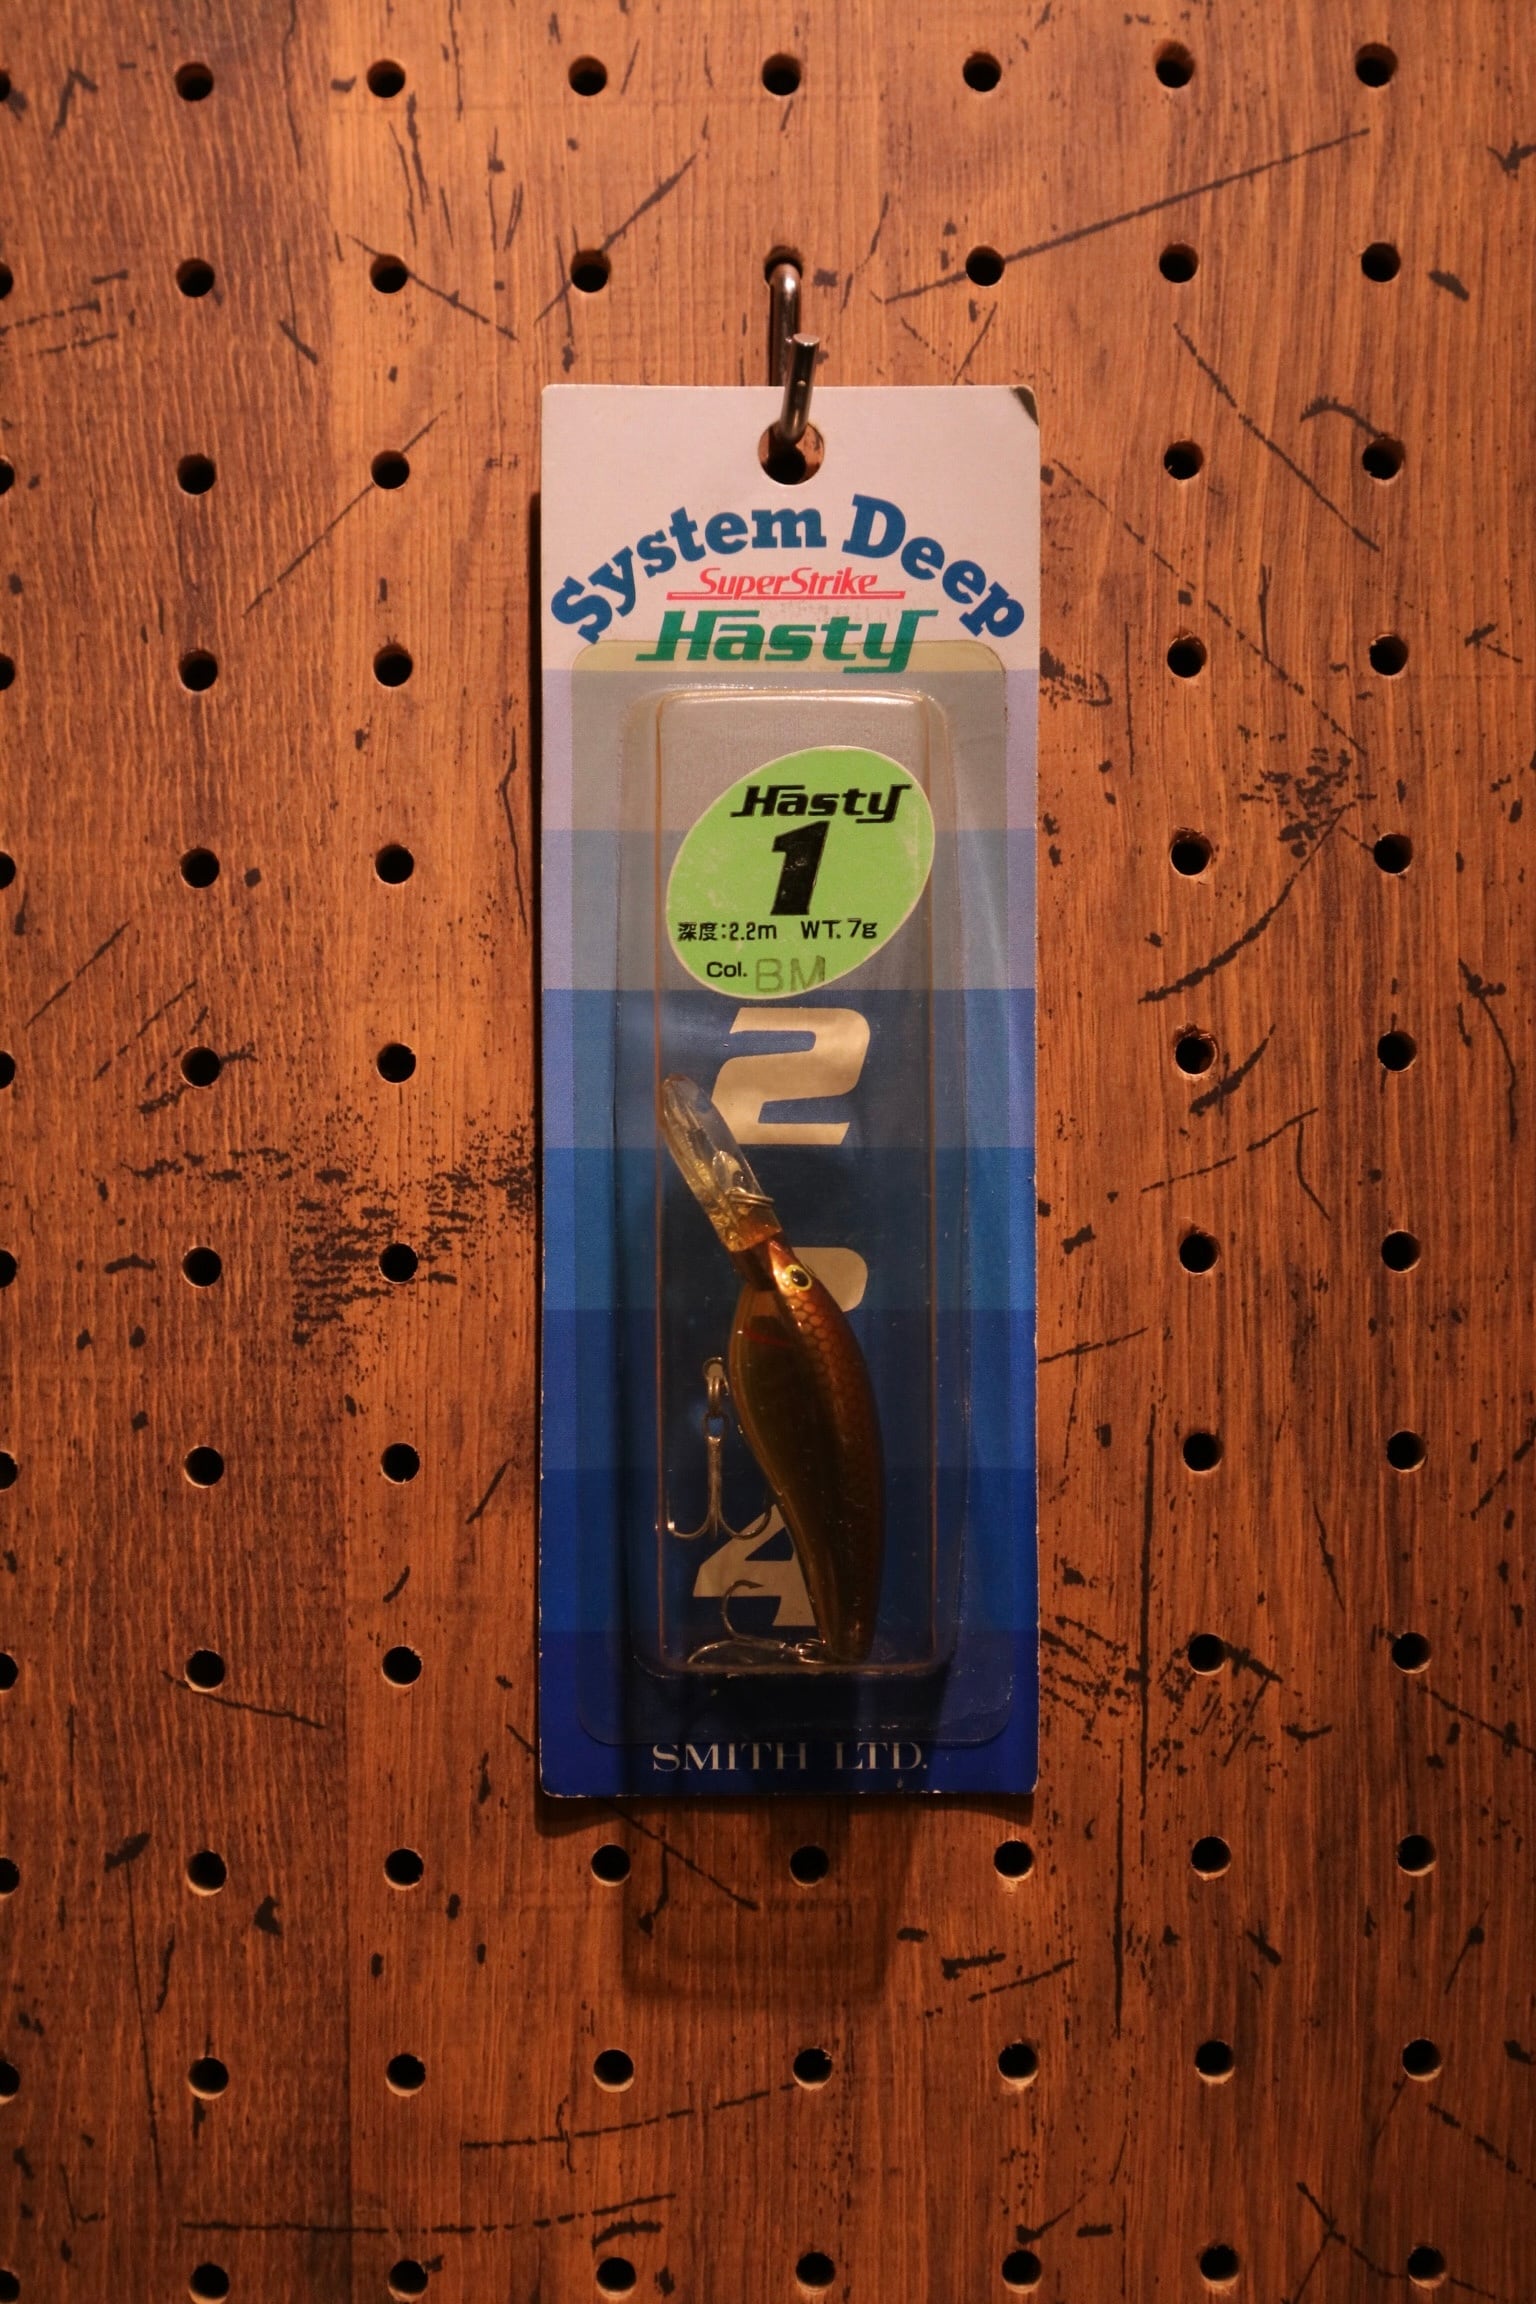 System Deep
SuperStrike
Hasty
Hasty
1
深度:2.2m WT.7g
Col. BM
2
4
SMITH LTD.